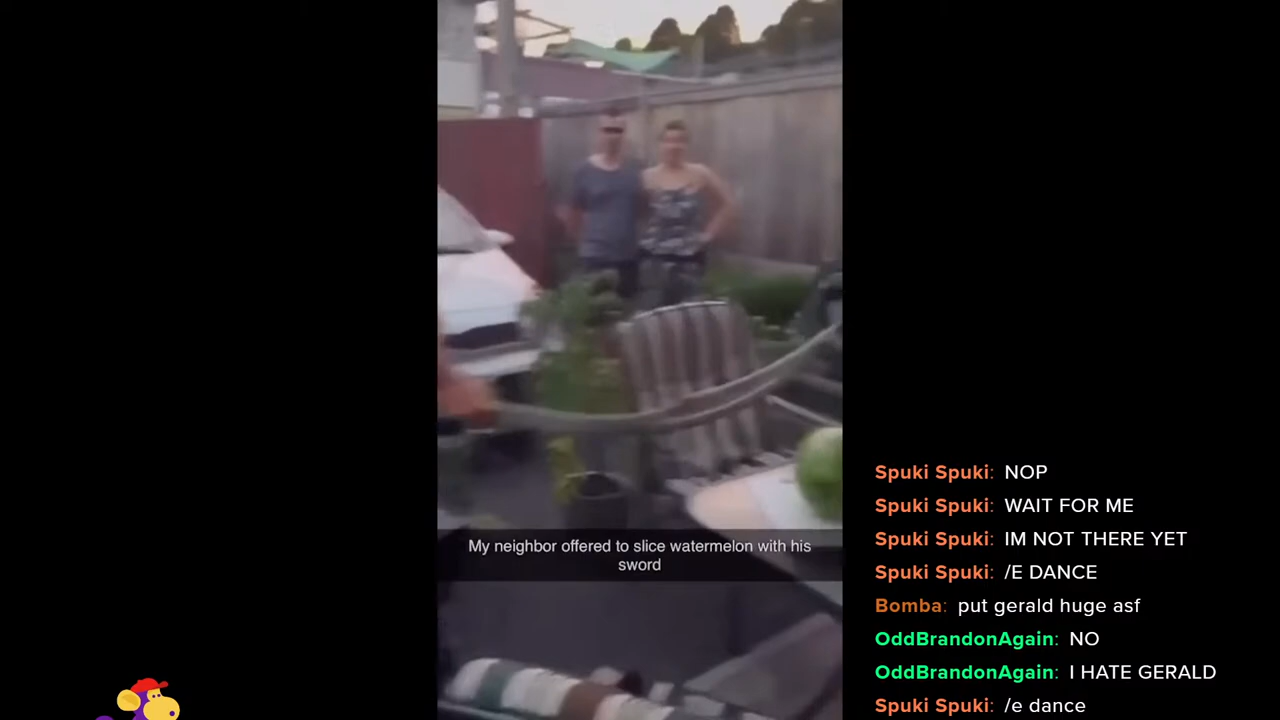 My neighbor offered to slice watermelon with his
sword
Spuki Spuki: NOP
Spuki Spuki: WAIT FOR ME
Spuki Spuki: IM NOT THERE YET
Spuki Spuki: /E DANCE
Bomba: put gerald huge asf
OddBrandonAgain: NO
OddBrandonAgain: I HATE GERALD
Spuki Spuki: /e dance